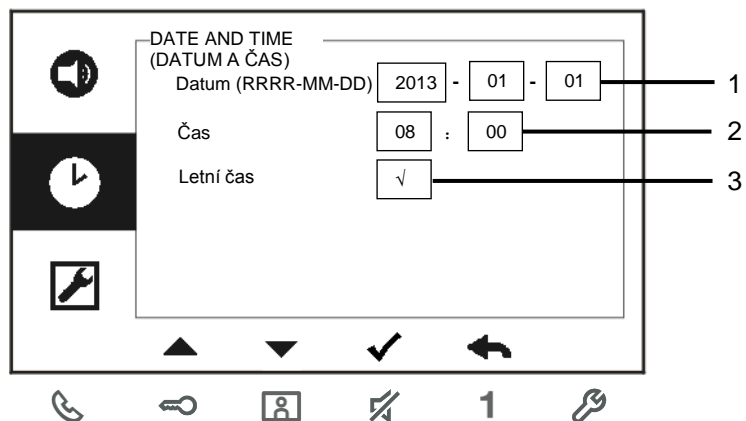 DATE AND TIME
(DATUM A ČAS)
Datum (RRRR-MM-DD) 2013 - 01 - 01 1
Čas 08 : 00 2
Letní čas √ 3
1